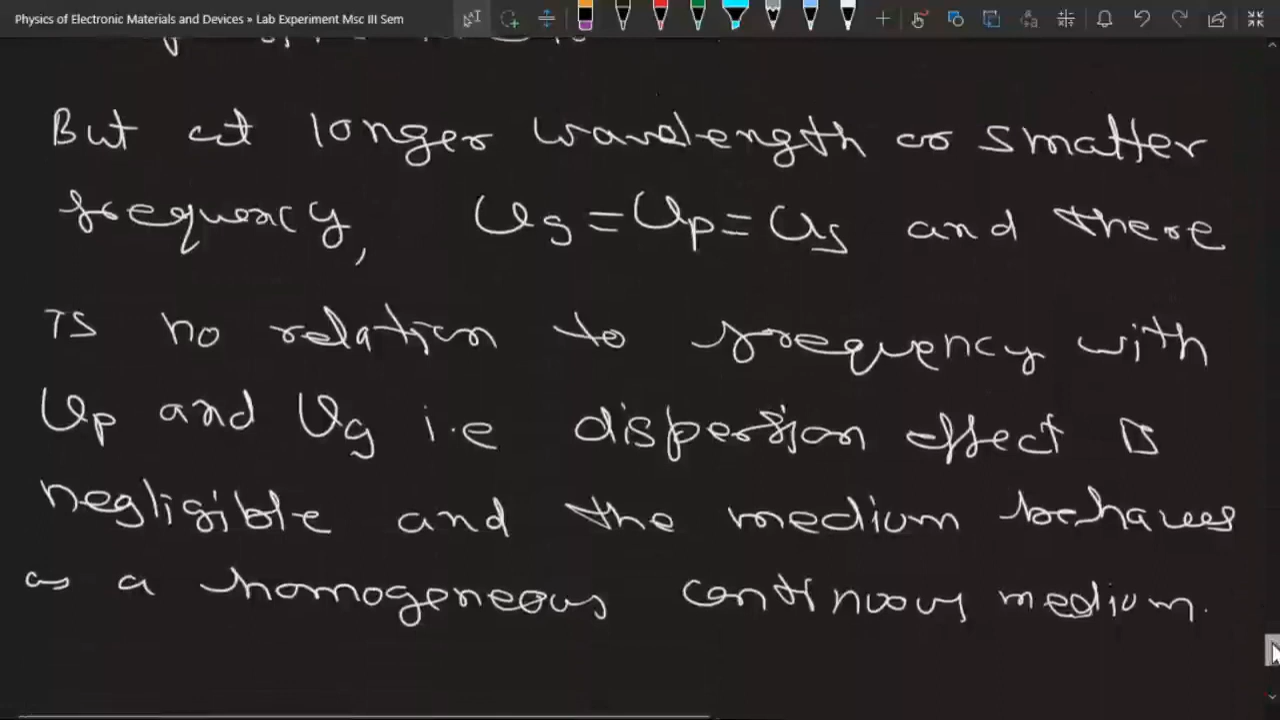 Physics of Electronic Materials and Devices » Lab Experiment Msc III Sem
But at longer wavelength or smaller
frequency, Ug = Up = Us and there
is no relation to frequency with
Up and Ug i.e dispersion effect is
negligible and the medium behaves
as a homogeneous continuous medium.